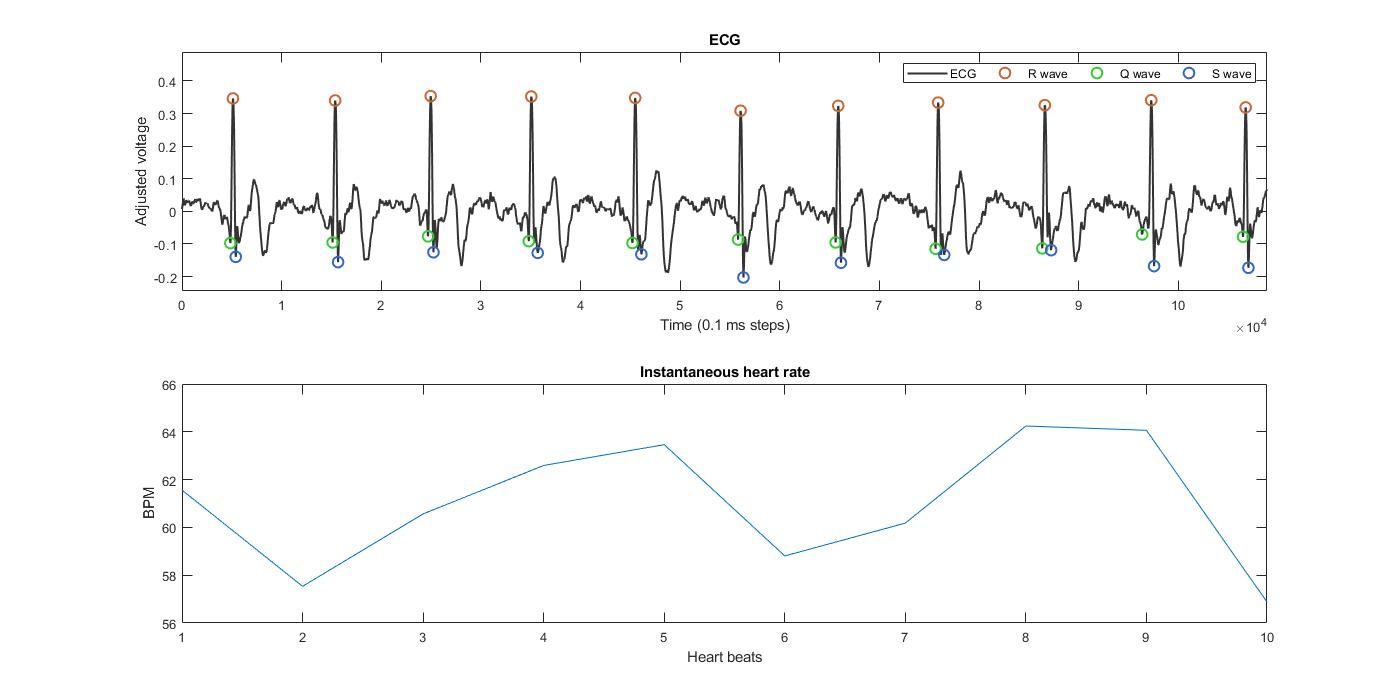 ECG
ECG R wave Q wave S wave
0.4
0.3
0.2
0.1
0
-0.1
-0.2
Adjusted voltage
0 1 2 3 4 5 6 7 8 9 10
Time (0.1 ms steps)
×10^4
Instantaneous heart rate
66
64
62
60
58
56
BPM
1 2 3 4 5 6 7 8 9 10
Heart beats